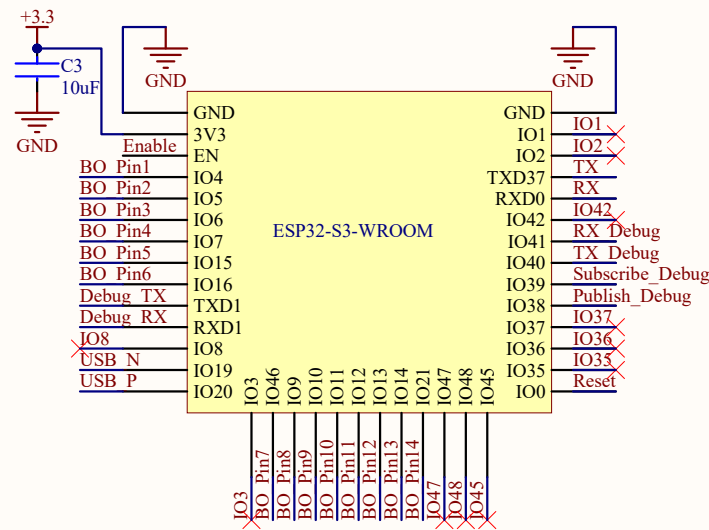 +3.3
C3
10uF
GND
GND
GND
GND
3V3
Enable
EN
BO_Pin1
IO4
BO_Pin2
IO5
BO_Pin3
IO6
BO_Pin4
IO7
BO_Pin5
IO15
BO_Pin6
IO16
Debug_TX
TXD1
Debug_RX
RXD1
IO8
IO8
USB_N
IO19
USB_P
IO20
ESP32-S3-WROOM
GND
IO1
IO1
IO2
IO2
TXD37
TX
RXD0
RX
IO42
IO42
IO41
RX_Debug
IO40
TX_Debug
IO39
Subscribe_Debug
IO38
Publish_Debug
IO37
IO37
IO36
IO36
IO35
IO35
IO0
Reset
IO3
IO46
IO9
IO10
IO11
IO12
IO13
IO14
IO21
IO47
IO48
IO45
IO3
BO_Pin7
BO_Pin8
BO_Pin9
BO_Pin10
BO_Pin11
BO_Pin12
BO_Pin13
BO_Pin14
IO47
IO48
IO45